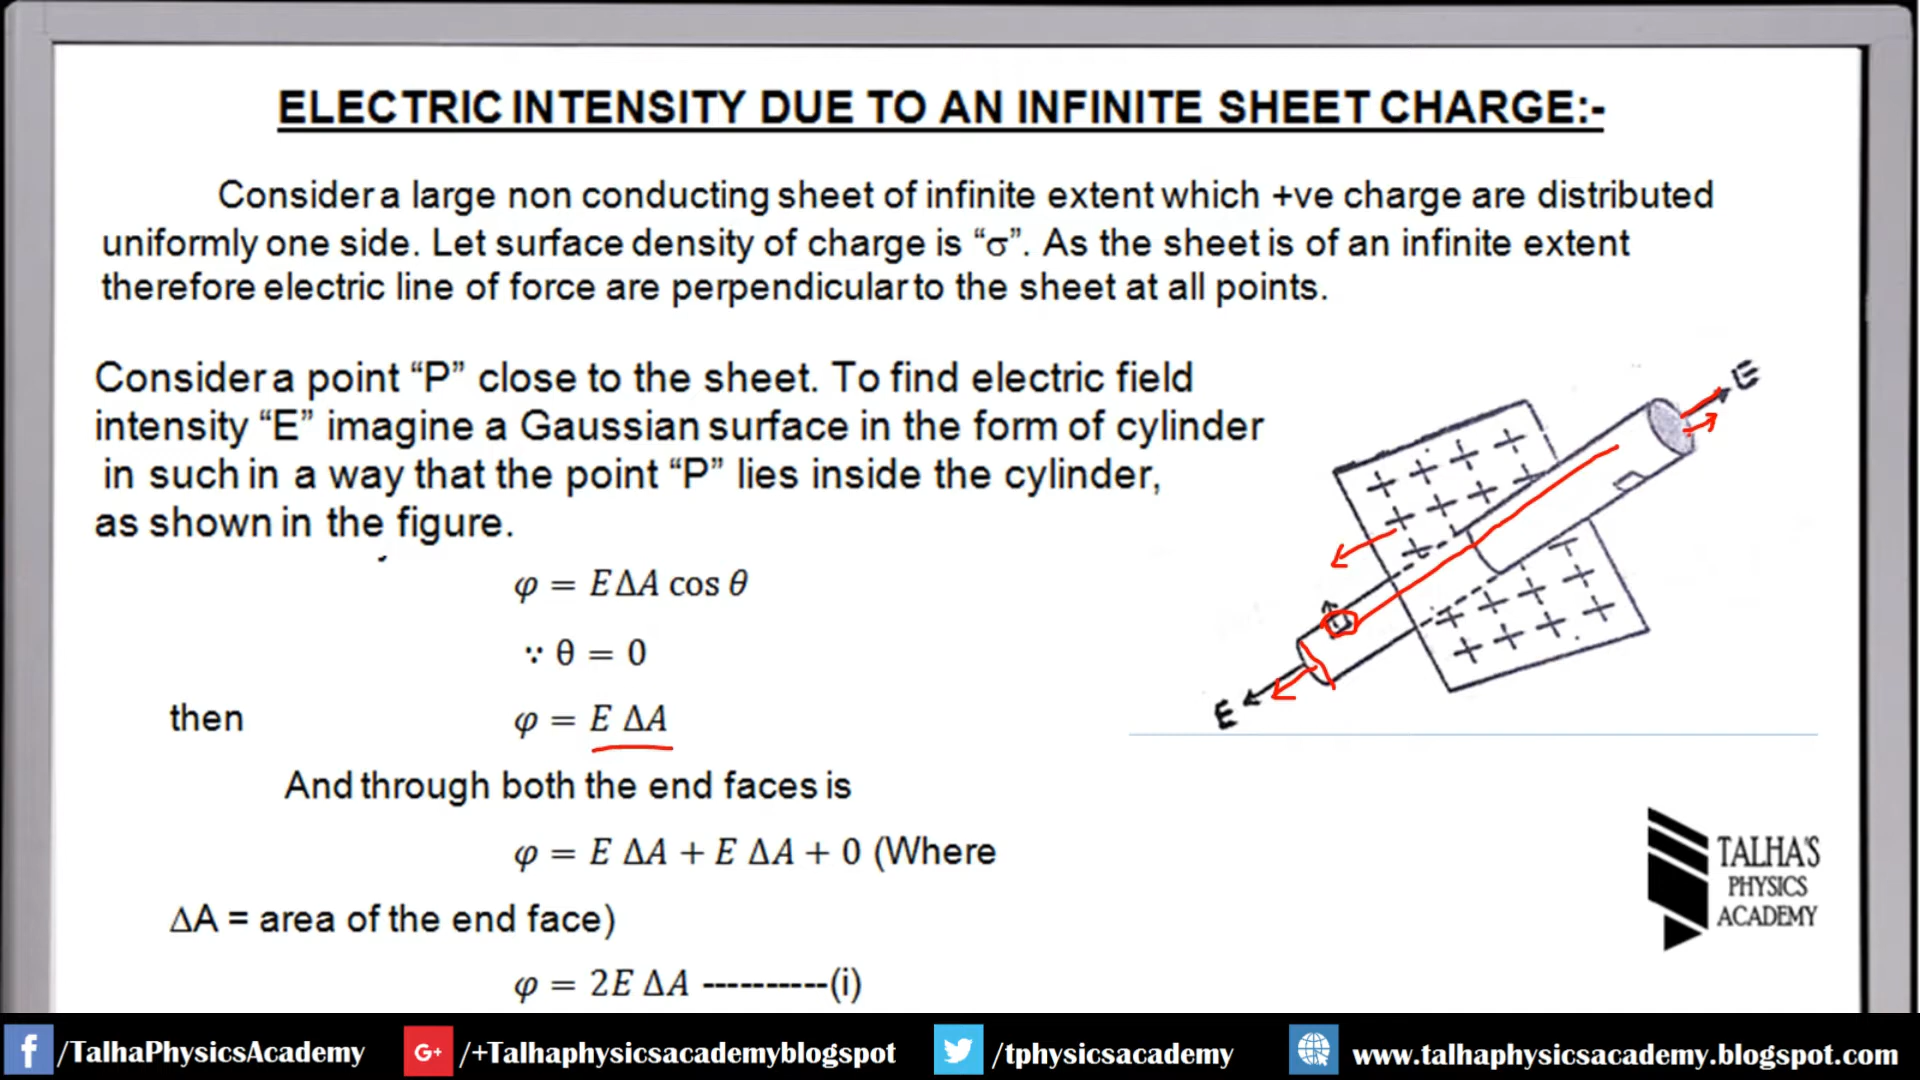 ELECTRIC INTENSITY DUE TO AN INFINITE SHEET CHARGE:-
Consider a large non conducting sheet of infinite extent which +ve charge are distributed
uniformly one side. Let surface density of charge is “σ”. As the sheet is of an infinite extent
therefore electric line of force are perpendicular to the sheet at all points.
Consider a point “P” close to the sheet. To find electric field
intensity “E” imagine a Gaussian surface in the form of cylinder
in such in a way that the point “P” lies inside the cylinder,
as shown in the figure.
φ = EΔA cos θ
∵ θ = 0
then φ = E ΔA
And through both the end faces is
φ = E ΔA + E ΔA + 0 (Where
ΔA = area of the end face)
φ = 2E ΔA ----------(i)
E
E
TALHA'S
PHYSICS
ACADEMY
/TalhaPhysicsAcademy
G+ /+Talhaphysicsacademyblogspot
/tphysicsacademy
www.talhaphysicsacademy.blogspot.com